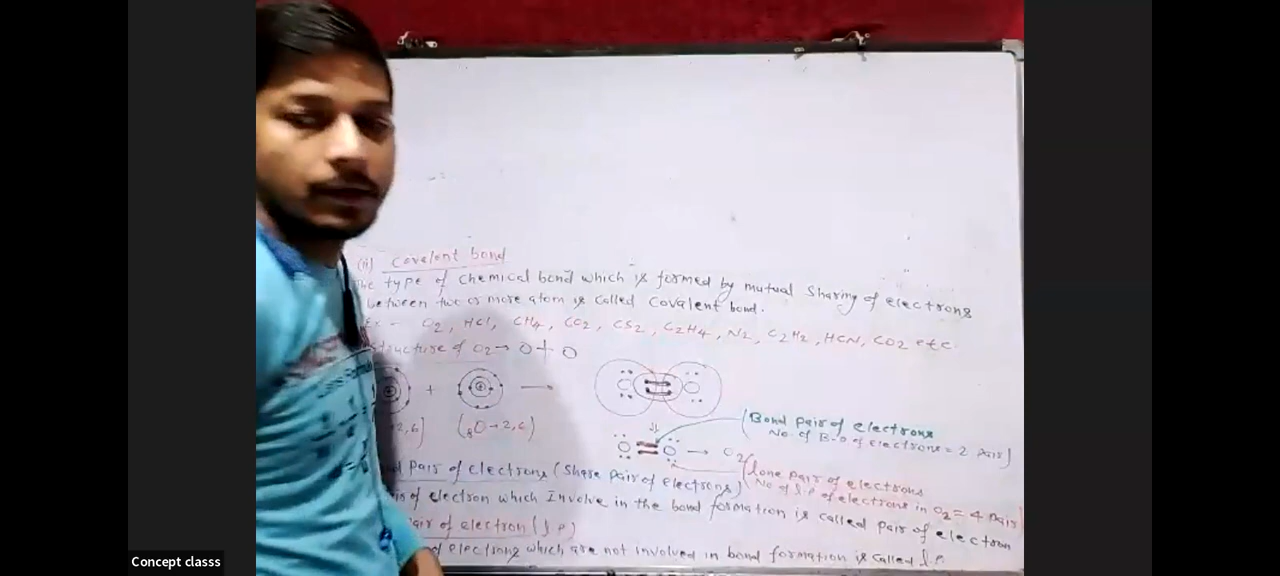 (ii) Covalent bond
The type of chemical bond which is formed by mutual Sharing of electrons
between two or more atom is called Covalent bond.
Ex - O2, HCl, CH4, CS2, C2H4, N2, C2H2, HCN, CO2 etc.
Structure of O2 → O + O
+ →
2,6) (8O→2,6)
O O
⇓
O = O → O2
(Bond pair of electrons
No. of B.P of electrons = 2 Pair)
(lone pair of electrons
No of l.P of electrons in O2 = 4 Pair)
pair of electrons (Share pair of electrons)
of electron which Involve in the bond formation is called pair of electron
air of electron (l.P)
electrons which are not involved in bond formation is called l.P.
Concept classs